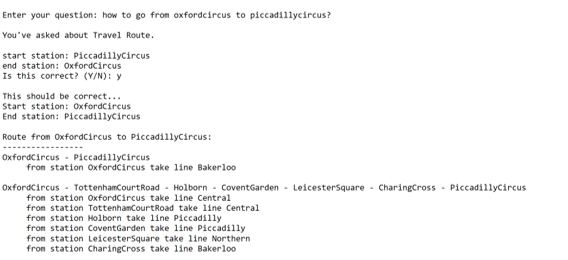 Enter your question: how to go from oxfordcircus to piccadillycircus?
You've asked about Travel Route.
start station: PiccadillyCircus
end station: OxfordCircus
Is this correct? (Y/N): y
This should be correct...
Start station: OxfordCircus
End station: PiccadillyCircus
Route from OxfordCircus to PiccadillyCircus:
-----------------
OxfordCircus - PiccadillyCircus
from station OxfordCircus take line Bakerloo
OxfordCircus - TottenhamCourtRoad - Holborn - CoventGarden - LeicesterSquare - CharingCross - PiccadillyCircus
from station OxfordCircus take line Central
from station TottenhamCourtRoad take line Central
from station Holborn take line Piccadilly
from station CoventGarden take line Piccadilly
from station LeicesterSquare take line Northern
from station CharingCross take line Bakerloo